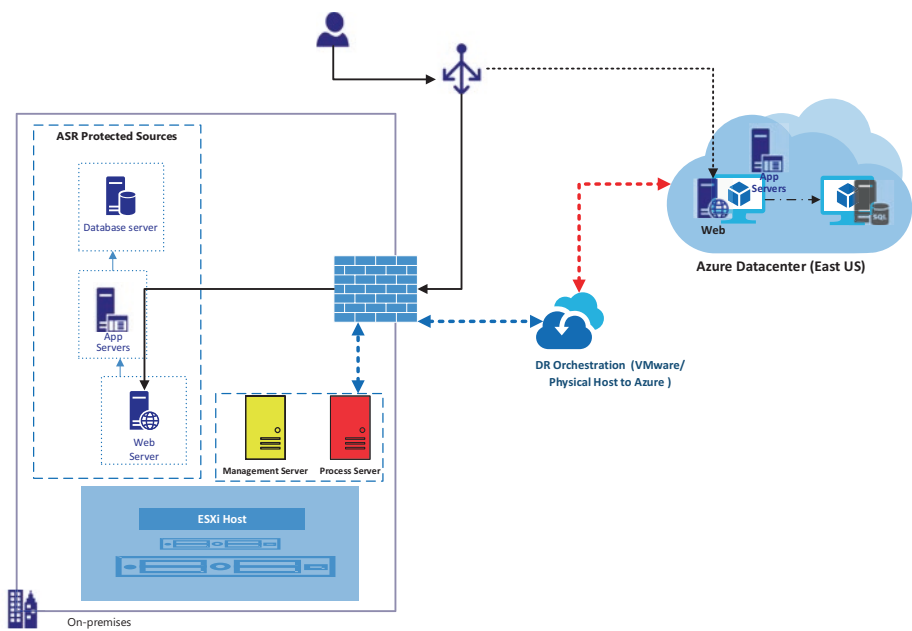 ASR Protected Sources
Database server
App
Servers
Web
Server
Management Server
Process Server
ESXi Host
On-premises
DR Orchestration (VMware/
Physical Host to Azure )
App
Servers
Web
SQL
Azure Datacenter (East US)